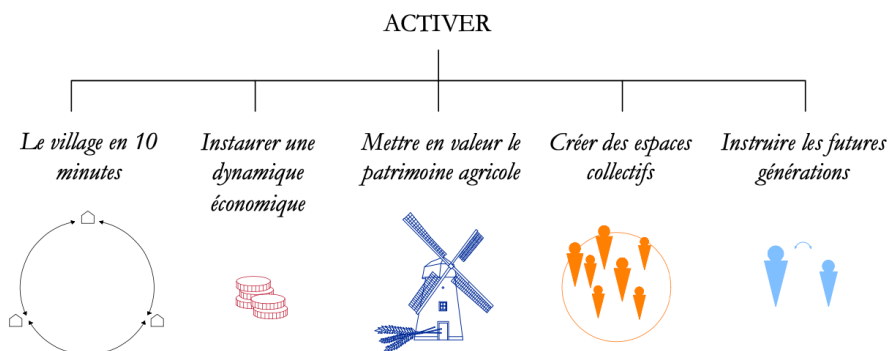 ACTIVER
Le village en 10
minutes
Instaurer une
dynamique
économique
Mettre en valeur le
patrimoine agricole
Créer des espaces
collectifs
Instruire les futures
générations